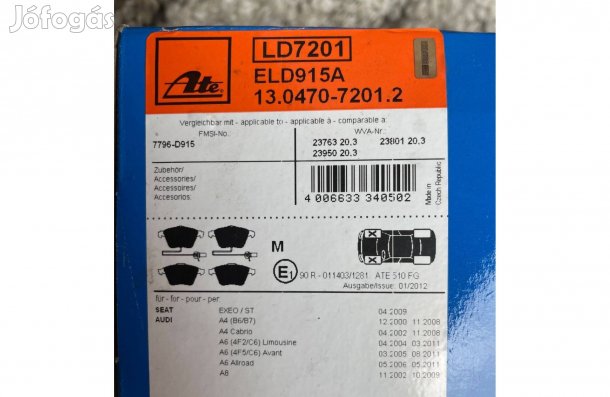 Jófogás
Ate
LD7201
ELD915A
13.0470-7201.2
Vergleichbar mit - applicable to - applicable à - comparable a:
FMSI-No.
WVA-Nr.:
7796-D915
23763 20,3 23801 20,3
23950 20,3
Zubehör/
Accessories/
Accessoires/
Accesorios:
4 006633 340502
Made in
Czech Republic
M
E1 90 R - 011403/1281 ATE 510 FG
Ausgabe/Issue: 01/2012
für - for - pour - per:
SEAT EXEO / ST 04.2009
AUDI A4 (B6/B7) 12.2000 11.2008
A4 Cabrio 04.2002 11.2008
A6 (4F2/C6) Limousine 04.2004 03.2011
A6 (4F5/C6) Avant 03.2005 08.2011
A6 Allroad 05.2006 05.2011
A8 11.2002 10.2009